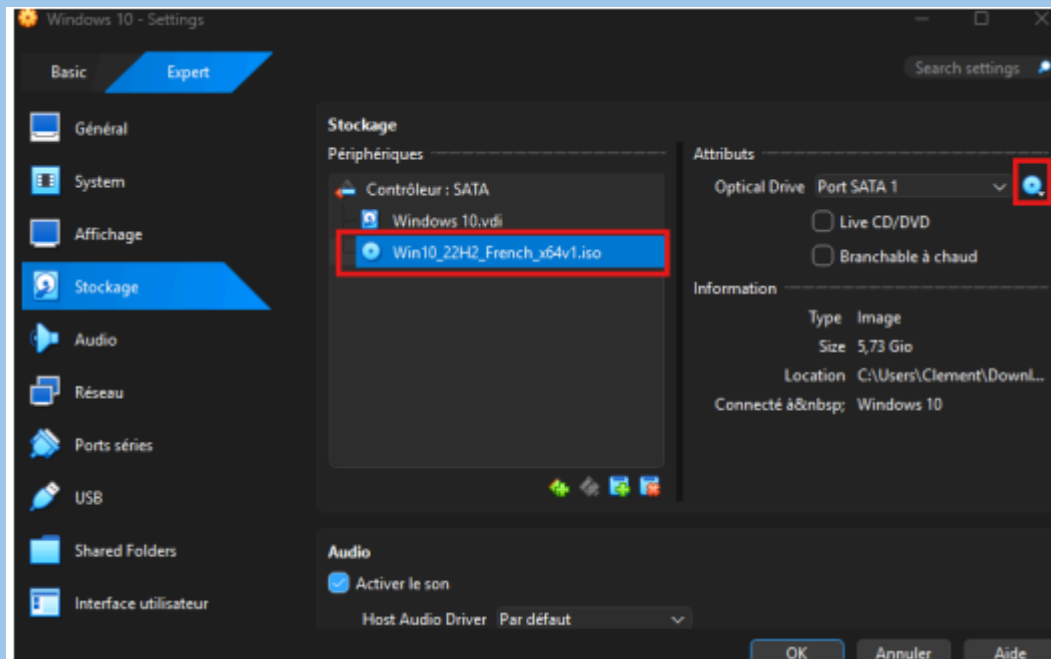 Windows 10 - Settings
Basic
Expert
Search settings
Général
System
Affichage
Stockage
Audio
Réseau
Ports séries
USB
Shared Folders
Interface utilisateur
Stockage
Périphériques
Contrôleur : SATA
Windows 10.vdi
Win10_22H2_French_x64v1.iso
Attributs
Optical Drive Port SATA 1
Live CD/DVD
Branchable à chaud
Information
Type Image
Size 5,73 Gio
Location C:\Users\Clement\Downl...
Connecté à&nbsp; Windows 10
Audio
Activer le son
Host Audio Driver Par défaut
OK Annuler Aide